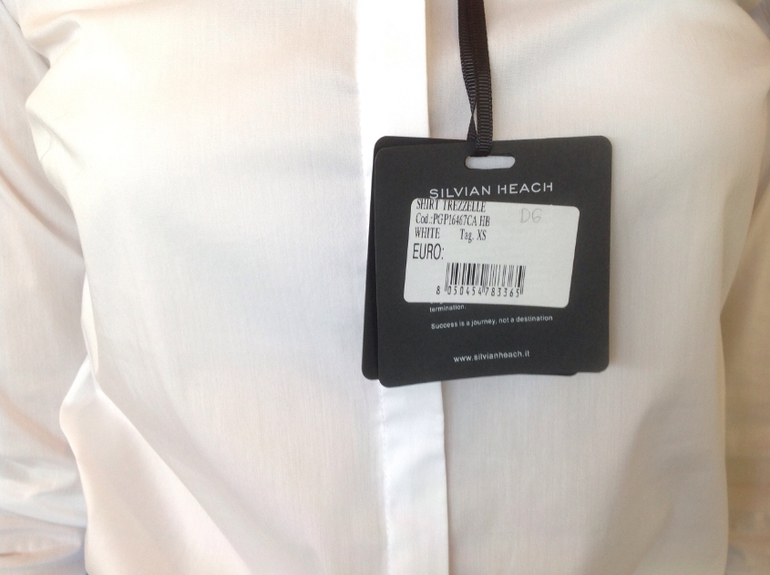 SILVIAN HEACH
SHIRT TREZZELLE
Cod.:PGP16467CA HB
D6
WHITE Tag. XS
EURO:
8 050454 783365
termination.
Success is a journey, not a destination
www.silvianheach.it